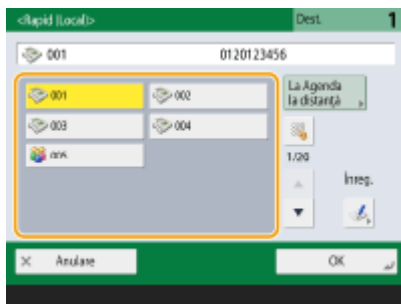 <Rapid (Local)>
Dest. 1
001 0120123456
001
002
La Agenda
la distanță
003
004
005
1/20
Înreg.
× Anulare
OK